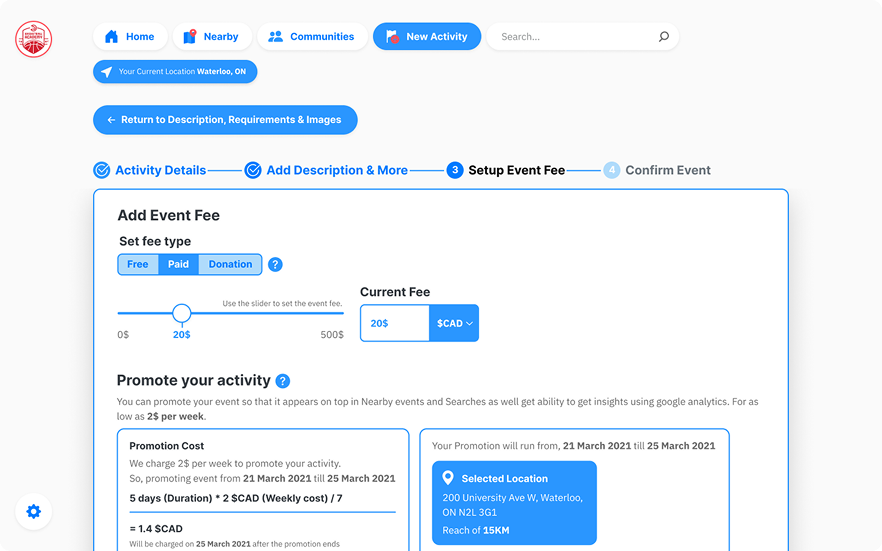 Home
Nearby
Communities
New Activity
Search...
Your Current Location Waterloo, ON
← Return to Description, Requirements & Images
Activity Details
Add Description & More
3 Setup Event Fee
4 Confirm Event
Add Event Fee
Set fee type
Free Paid Donation ?
Use the slider to set the event fee.
0$ 20$ 500$
Current Fee
20$ $CAD
Promote your activity ?
You can promote your event so that it appears on top in Nearby events and Searches as well get ability to get insights using google analytics. For as
low as 2$ per week.
Promotion Cost
We charge 2$ per week to promote your activity.
So, promoting event from 21 March 2021 till 25 March 2021
5 days (Duration) * 2 $CAD (Weekly cost) / 7
= 1.4 $CAD
Will be charged on 25 March 2021 after the promotion ends
Your Promotion will run from, 21 March 2021 till 25 March 2021
Selected Location
200 University Ave W, Waterloo,
ON N2L 3G1
Reach of 15KM